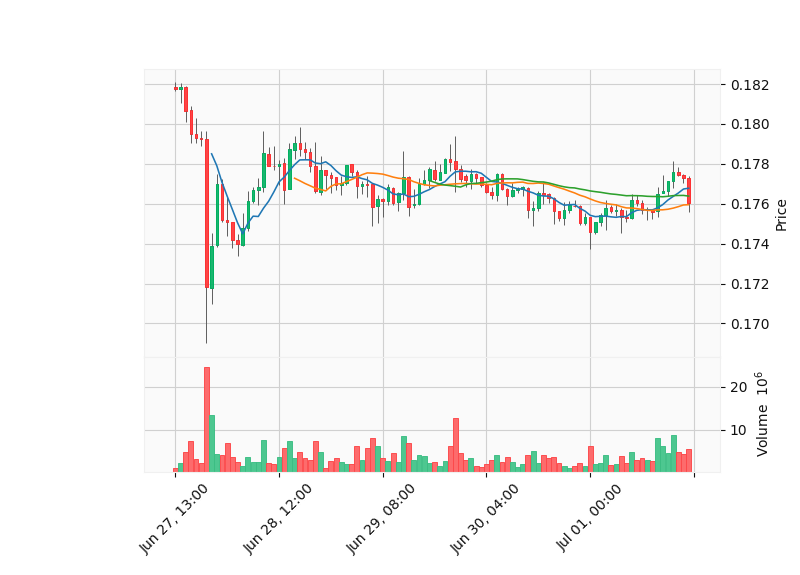 0.182
0.180
0.178
0.176
0.174
0.172
0.170
Price
20
10
Volume 10^6
Jun 27, 13:00
Jun 28, 12:00
Jun 29, 08:00
Jun 30, 04:00
Jul 01, 00:00